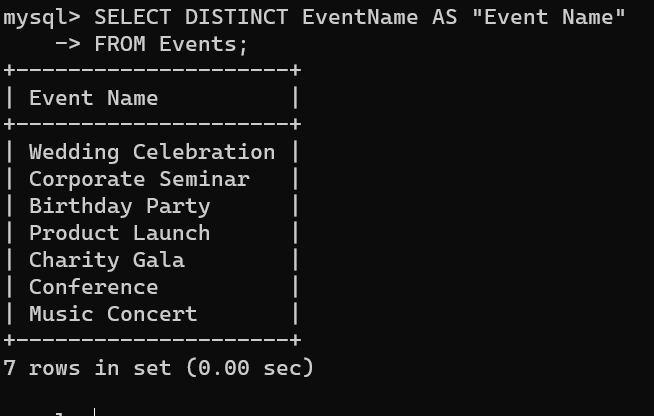 mysql> SELECT DISTINCT EventName AS "Event Name"
    -> FROM Events;
+--------------------+
| Event Name         |
+--------------------+
| Wedding Celebration |
| Corporate Seminar  |
| Birthday Party     |
| Product Launch     |
| Charity Gala       |
| Conference         |
| Music Concert      |
+--------------------+
7 rows in set (0.00 sec)